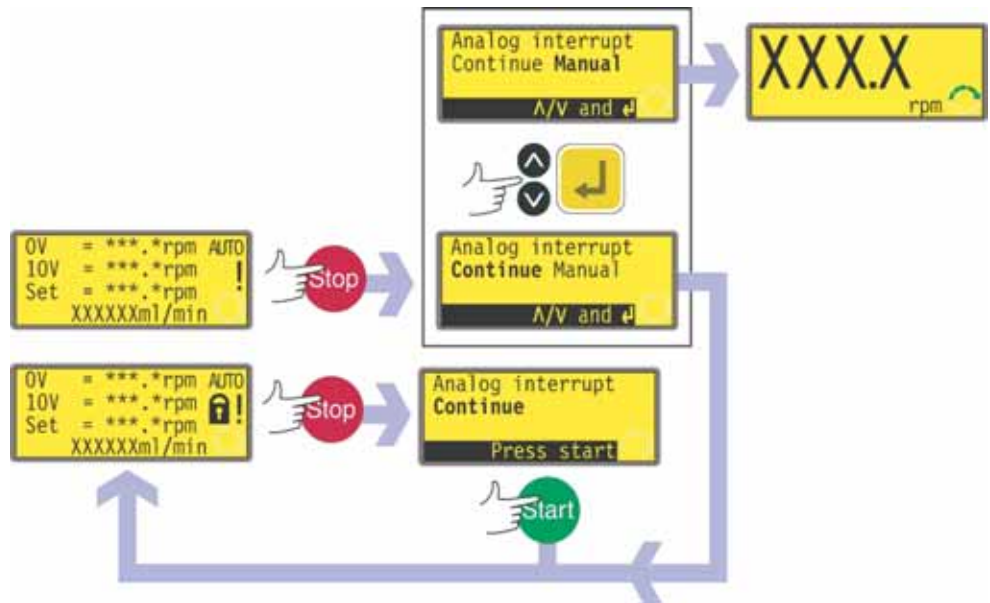 Analog interrupt
Continue Manual
Λ/V and ↵
XXX.X
rpm
0V = ***.*rpm AUTO
10V = ***.*rpm !
Set = ***.*rpm
XXXXXXml/min
Stop
Analog interrupt
Continue Manual
Λ/V and ↵
0V = ***.*rpm AUTO
10V = ***.*rpm !
Set = ***.*rpm
XXXXXXml/min
Stop
Analog interrupt
Continue
Press start
Start